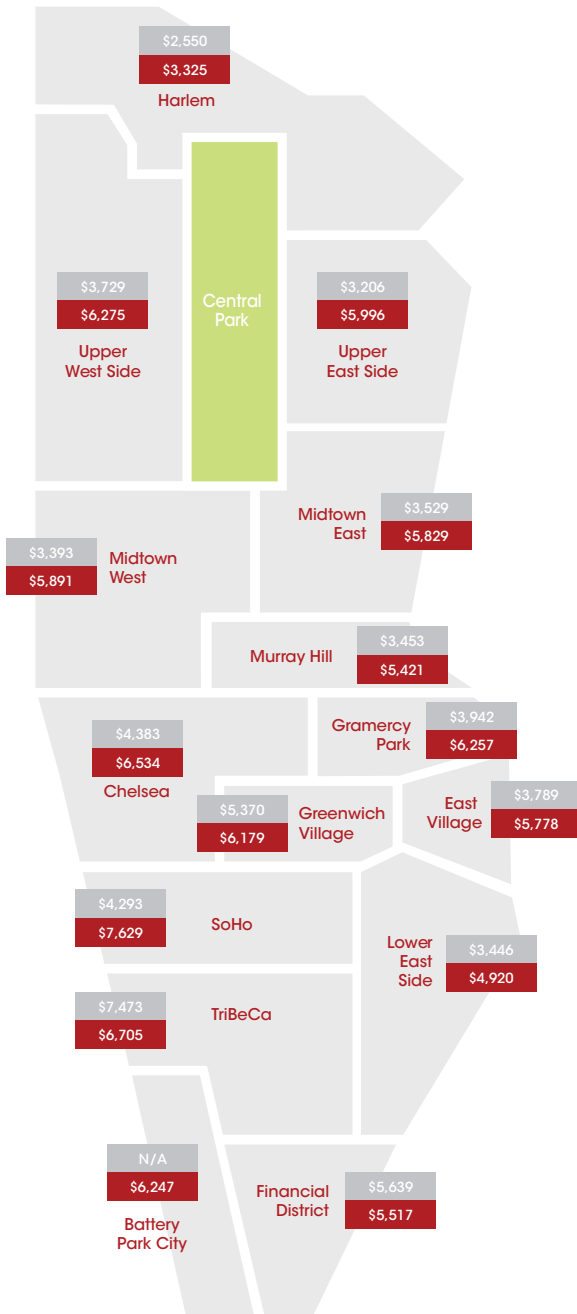 $2,550
$3,325
Harlem
$3,729
$6,275
Upper
West Side
Central
Park
$3,206
$5,996
Upper
East Side
Midtown
East
$3,529
$5,829
$3,393
$5,891
Midtown
West
Murray Hill
$3,453
$5,421
$4,383
$6,534
Chelsea
Gramercy
Park
$3,942
$6,257
$5,370
$6,179
Greenwich
Village
East
Village
$3,789
$5,778
$4,293
$7,629
SoHo
Lower
East
Side
$3,446
$4,920
$7,473
$6,705
TriBeCa
N/A
$6,247
Battery
Park City
Financial
District
$5,639
$5,517